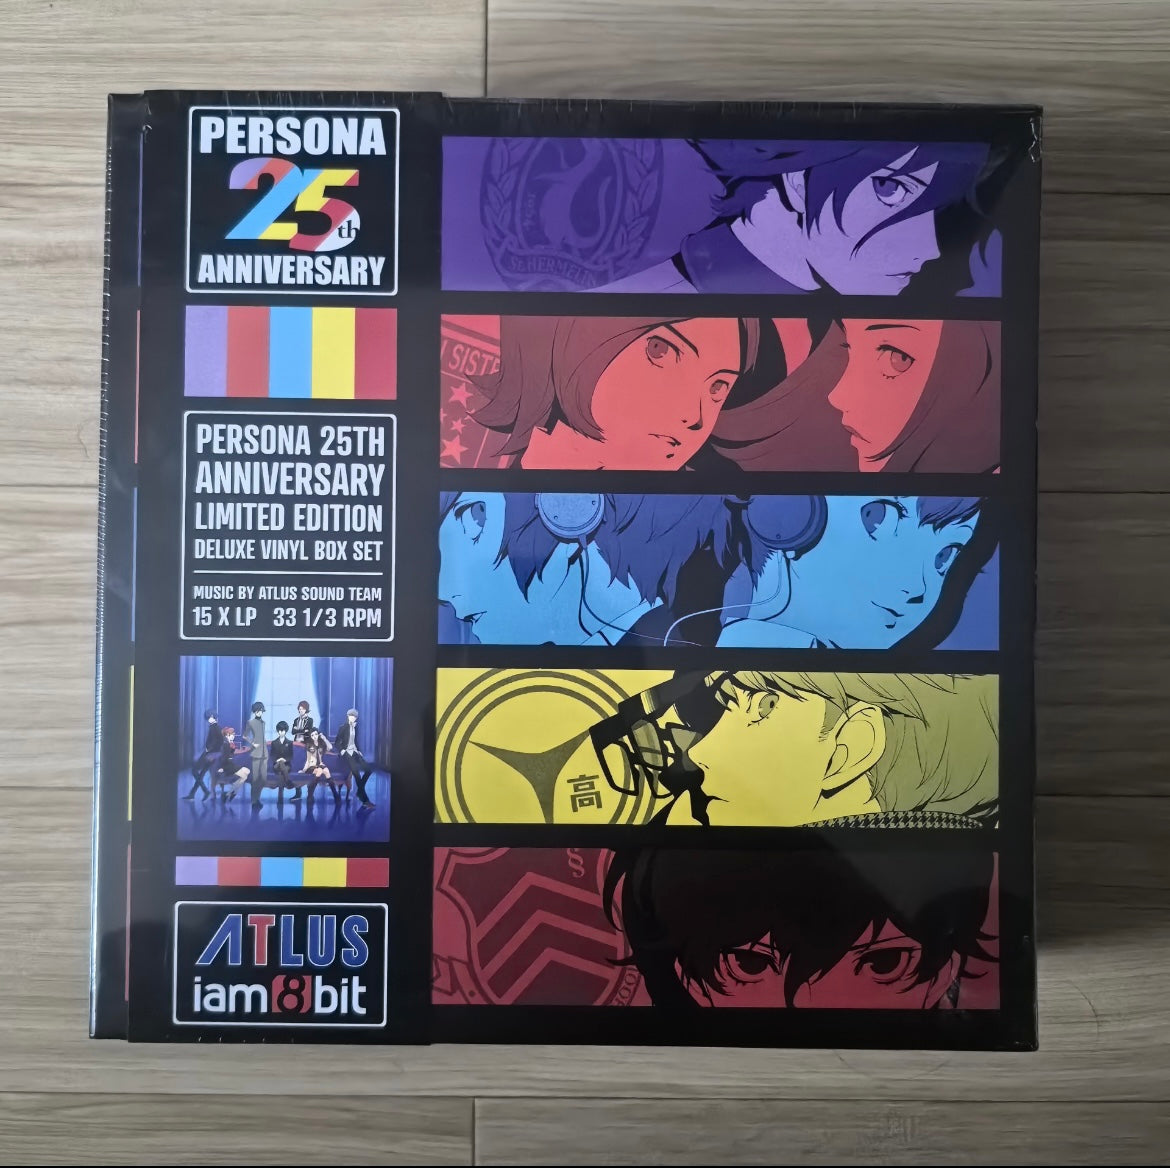 PERSONA
25th
ANNIVERSARY
PERSONA 25TH
ANNIVERSARY
LIMITED EDITION
DELUXE VINYL BOX SET
MUSIC BY ATLUS SOUND TEAM
15 X LP 33 1/3 RPM
ATLUS
iam8bit
SISTE
高